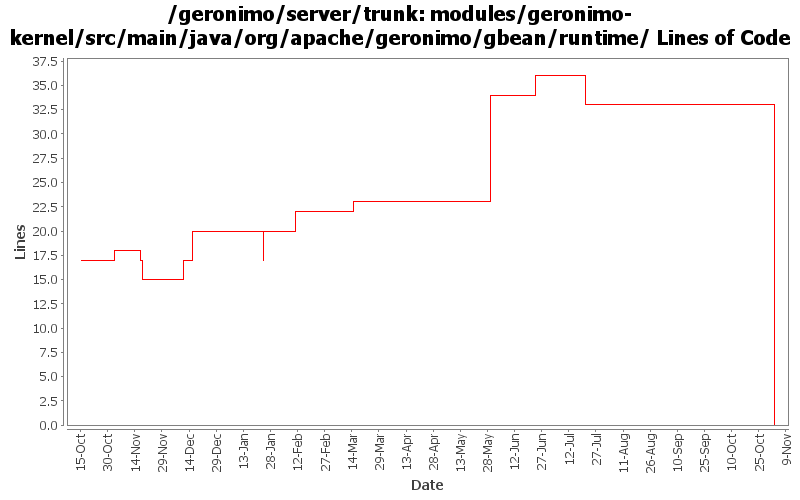 /geronimo/server/trunk: modules/geronimo-
kernel/src/main/java/org/apache/geronimo/gbean/runtime/ Lines of Code
37.5
35.0
32.5
30.0
27.5
25.0
22.5
20.0
17.5
15.0
12.5
10.0
7.5
5.0
2.5
0.0
Lines
15-Oct
30-Oct
14-Nov
29-Nov
14-Dec
29-Dec
13-Jan
28-Jan
12-Feb
27-Feb
14-Mar
29-Mar
13-Apr
28-Apr
13-May
28-May
12-Jun
27-Jun
12-Jul
27-Jul
11-Aug
26-Aug
10-Sep
25-Sep
10-Oct
25-Oct
9-Nov
Date